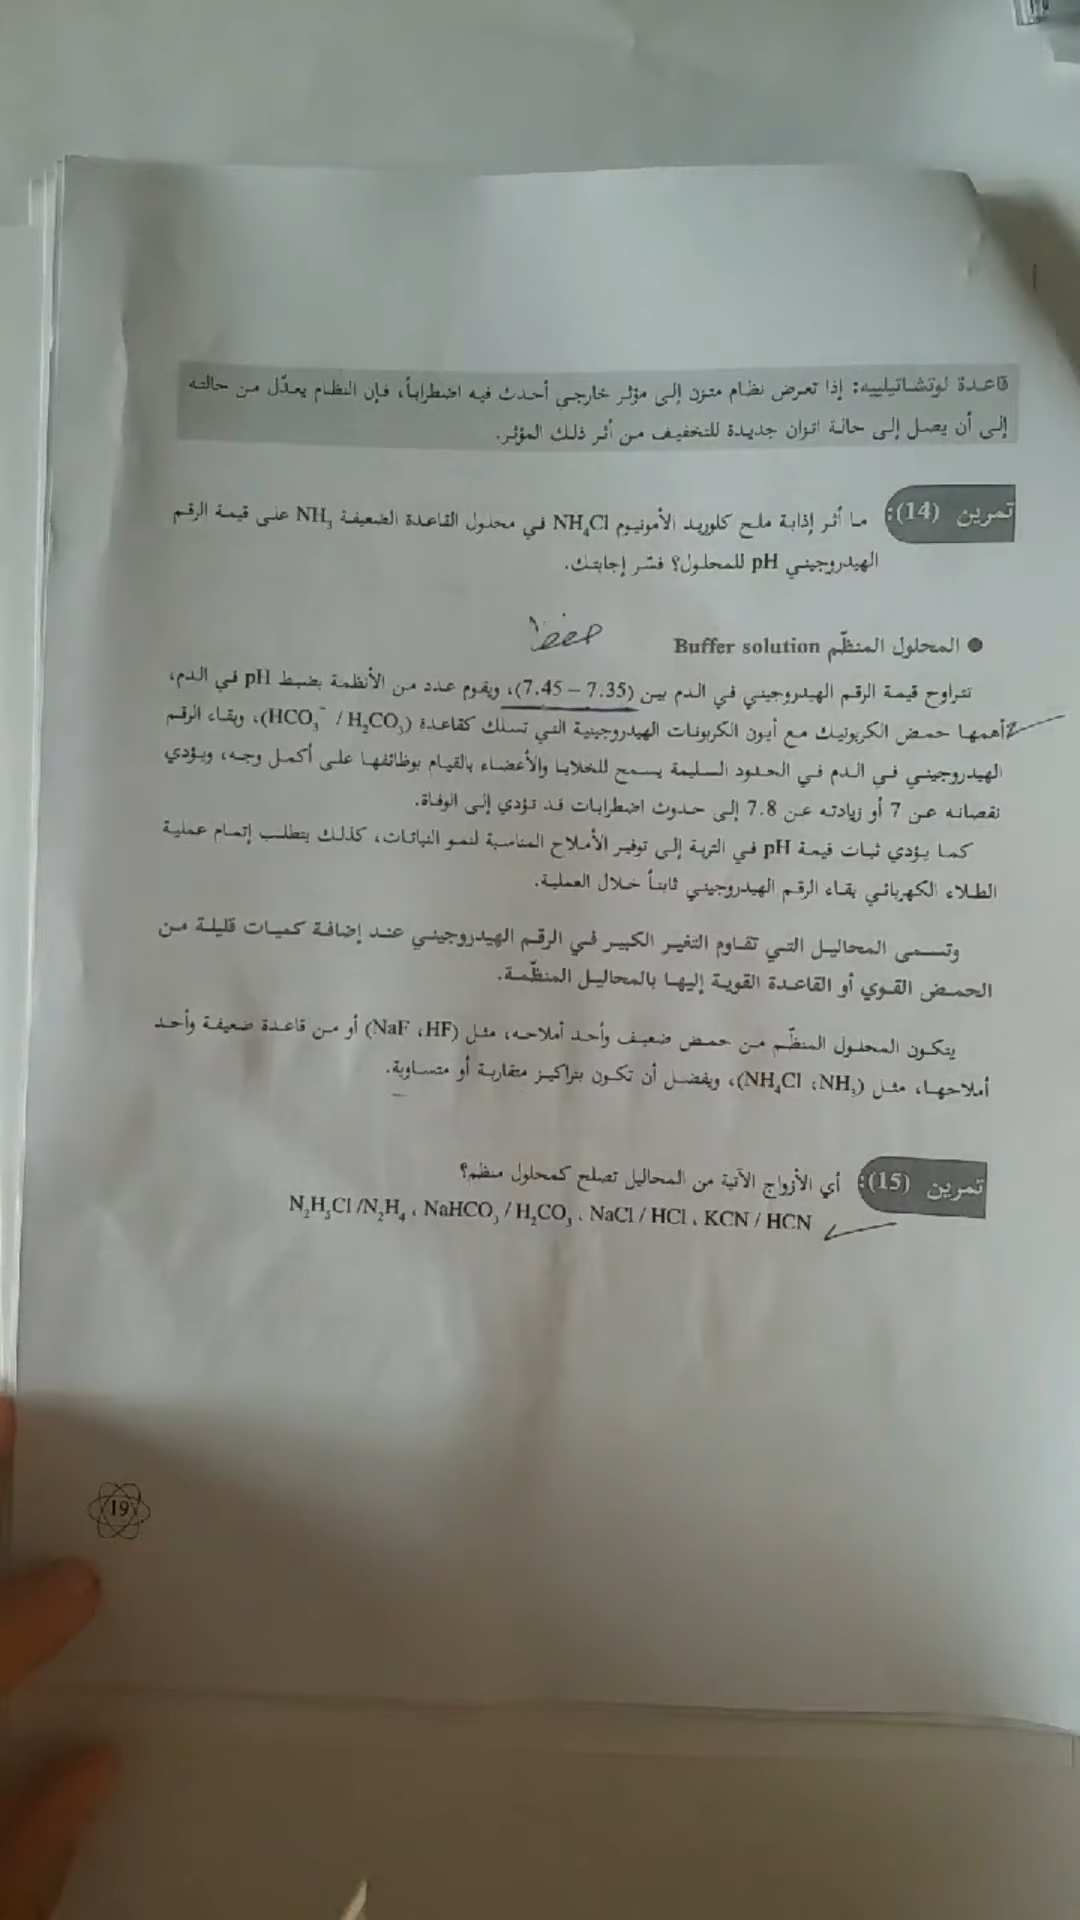 قاعدة لوتشاتيلييه: إذا تعرض نظام متزن إلى مؤثر خارجي أحدث فيه اضطراباً، فإن النظام يعدّل من حالته
إلى أن يصل إلى حالة اتزان جديدة للتخفيف من أثر ذلك المؤثر.
تمرين (14): ما أثر إذابة ملح كلوريد الأمونيوم NH₄Cl في محلول القاعدة الضعيفة NH₃ على قيمة الرقم
الهيدروجيني pH للمحلول؟ فسّر إجابتك.
حفظ
● المحلول المنظّم Buffer solution
تتراوح قيمة الرقم الهيدروجيني في الدم بين (7.35 – 7.45)، ويقوم عدد من الأنظمة بضبط pH في الدم،
أهمها حمض الكربونيك مع أيون الكربونات الهيدروجينية التي تسلك كقاعدة (HCO₃⁻ / H₂CO₃)، وبقاء الرقم
الهيدروجيني في الدم في الحدود السليمة يسمح للخلايا والأعضاء بالقيام بوظائفها على أكمل وجه، ويؤدي
نقصانه عن 7 أو زيادته عن 7.8 إلى حدوث اضطرابات قد تؤدي إلى الوفاة.
كما يؤدي ثبات قيمة pH في التربة إلى توفير الأملاح المناسبة لنمو النباتات، كذلك يتطلب إتمام عملية
الطلاء الكهربائي بقاء الرقم الهيدروجيني ثابتاً خلال العملية.
وتسمى المحاليل التي تقاوم التغير الكبير في الرقم الهيدروجيني عند إضافة كميات قليلة من
الحمض القوي أو القاعدة القوية إليها بالمحاليل المنظّمة.
يتكون المحلول المنظّم من حمض ضعيف وأحد أملاحه، مثل (NaF ،HF) أو من قاعدة ضعيفة وأحد
أملاحها، مثل (NH₄Cl ،NH₃)، ويفضل أن تكون بتراكيز متقاربة أو متساوية.
تمرين (15): أي الأزواج الآتية من المحاليل تصلح كمحلول منظم؟
N₂H₅Cl /N₂H₄ ، NaHCO₃ / H₂CO₃ ، NaCl / HCl ، KCN / HCN
19